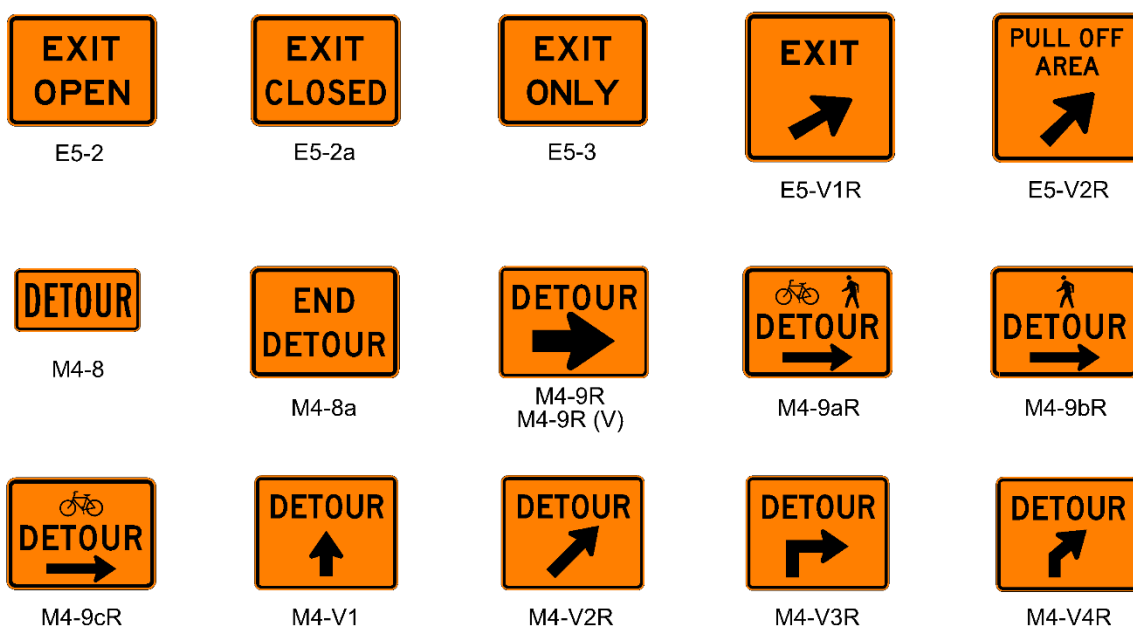 EXIT
OPEN
E5-2
EXIT
CLOSED
E5-2a
EXIT
ONLY
E5-3
EXIT
E5-V1R
PULL OFF
AREA
E5-V2R
DETOUR
M4-8
END
DETOUR
M4-8a
DETOUR
M4-9R
M4-9R (V)
DETOUR
M4-9aR
DETOUR
M4-9bR
DETOUR
M4-9cR
DETOUR
M4-V1
DETOUR
M4-V2R
DETOUR
M4-V3R
DETOUR
M4-V4R